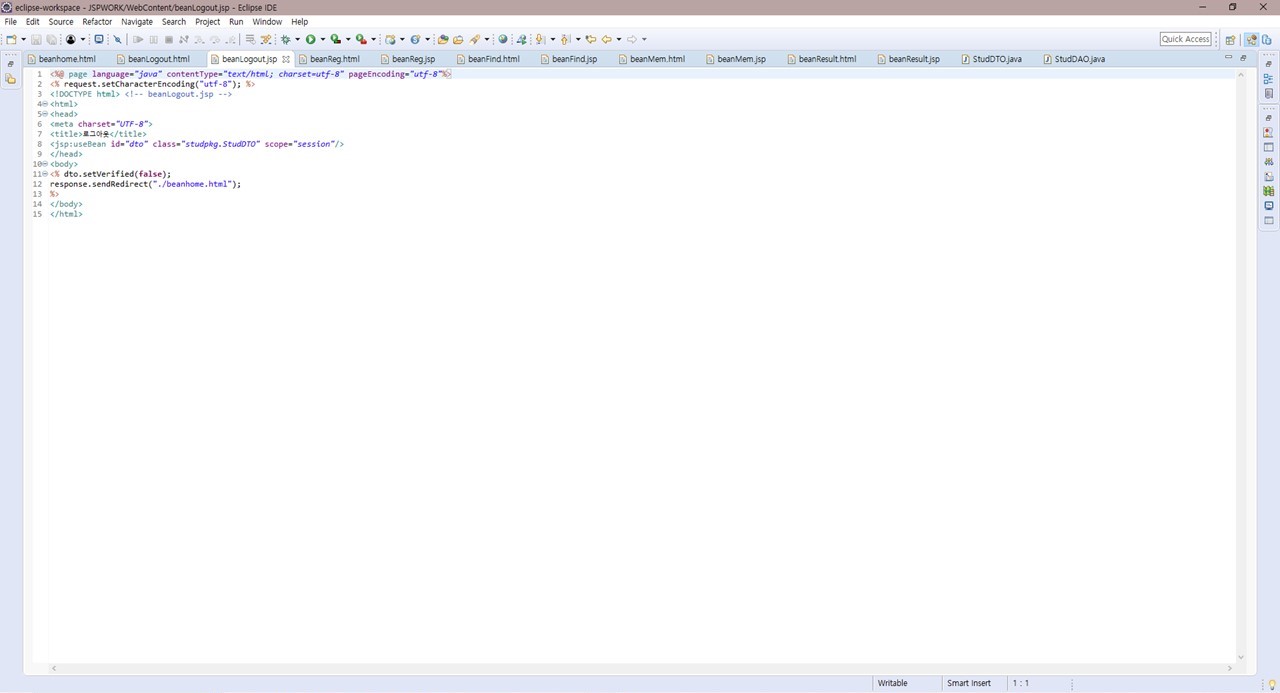 eclipse-workspace - JSPWORK/WebContent/beanLogout.jsp - Eclipse IDE
File Edit Source Refactor Navigate Search Project Run Window Help
Quick Access
beanhome.html beanLogout.html beanLogout.jsp beanReg.html beanReg.jsp beanFind.html beanFind.jsp beanMem.html beanMem.jsp beanResult.html beanResult.jsp StudDTO.java StudDAO.java
1 <%@ page language="java" contentType="text/html; charset=utf-8" pageEncoding="utf-8"%>
2 <% request.setCharacterEncoding("utf-8"); %>
3 <!DOCTYPE html> <!-- beanLogout.jsp -->
4 <html>
5 <head>
6 <meta charset="UTF-8">
7 <title>로그아웃</title>
8 <jsp:useBean id="dto" class="studpkg.StudDTO" scope="session"/>
9 </head>
10 <body>
11 <% dto.setVerified(false);
12 response.sendRedirect("./beanhome.html");
13 %>
14 </body>
15 </html>
Writable Smart Insert 1 : 1